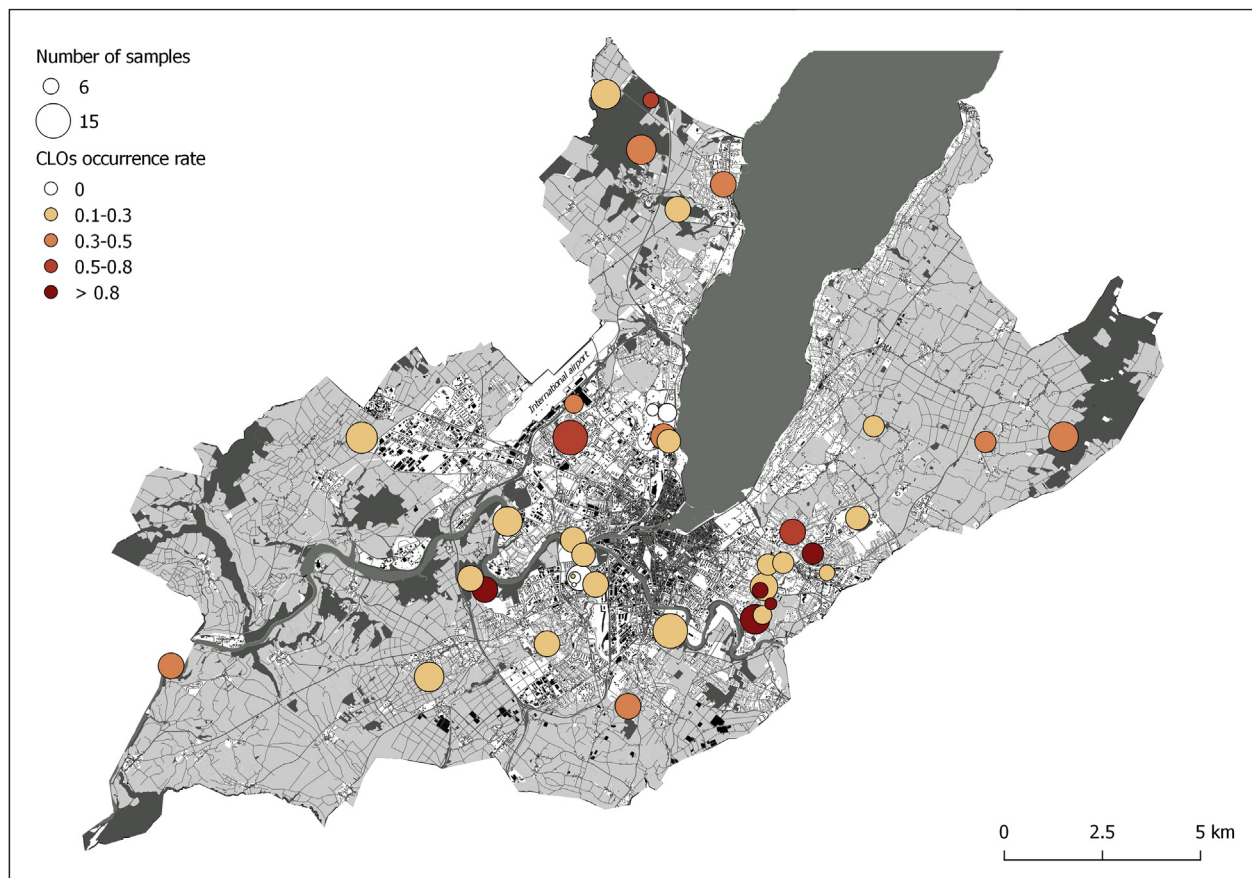 Number of samples
6
15
CLOs occurrence rate
0
0.1-0.3
0.3-0.5
0.5-0.8
> 0.8
International airport
0 2.5 5 km